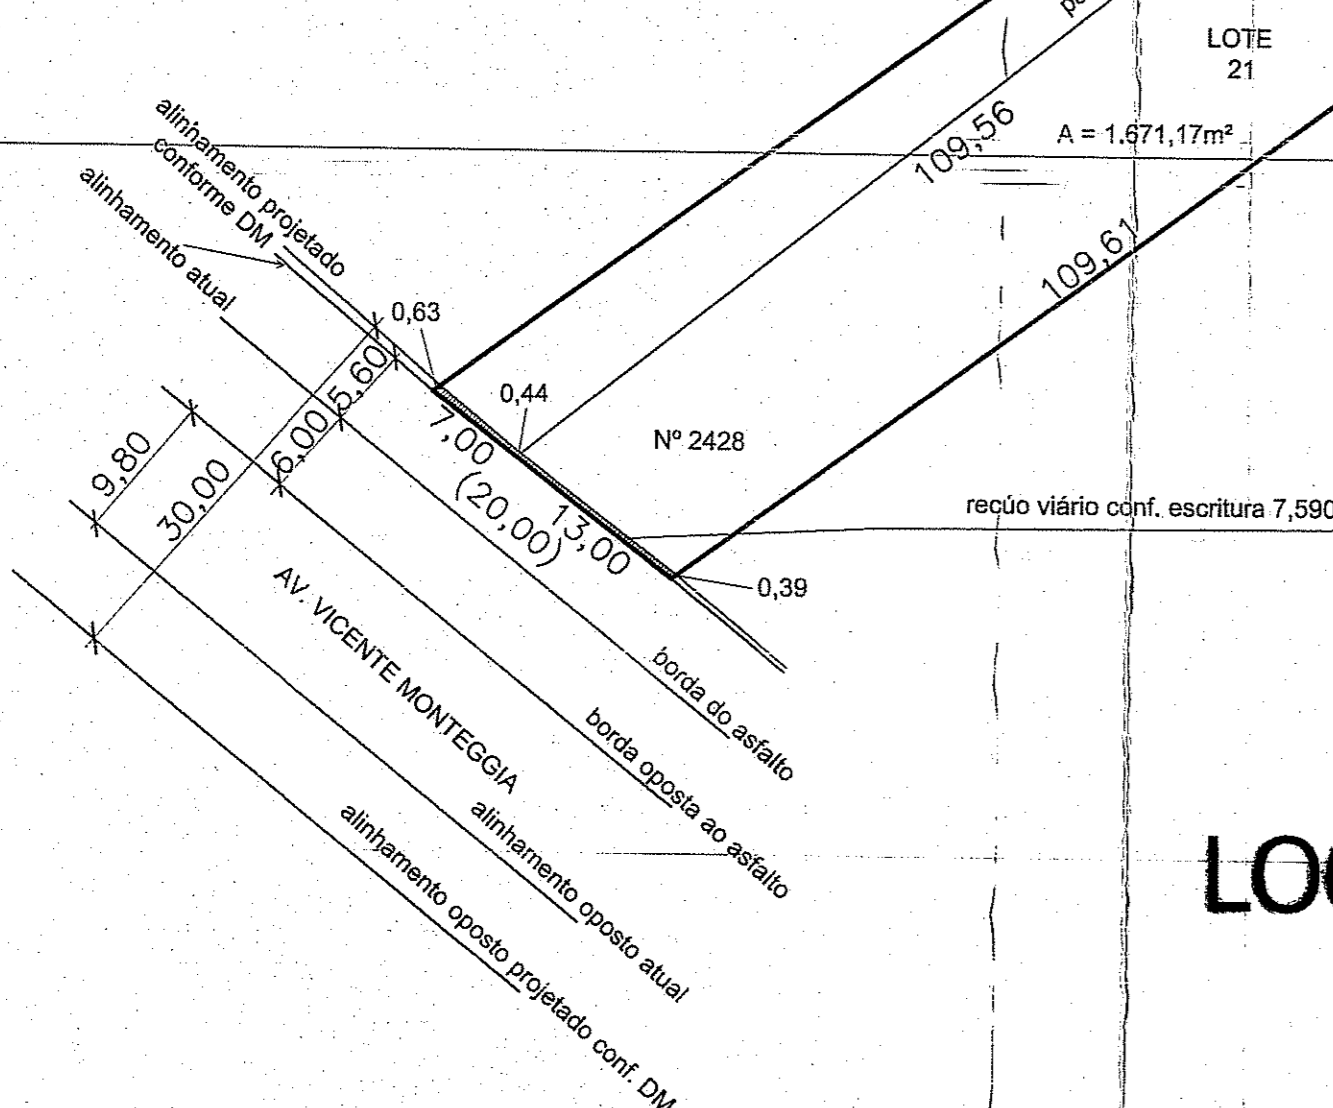 LOTE
21
A = 1.671,17m²
109,56
109,61
alinhamento projetado
conforme DM
alinhamento atual
0,63
0,44
Nº 2428
7,00
(20,00)
13,00
5,60
6,00
9,80
30,00
recúo viário conf. escritura 7,590
0,39
AV. VICENTE MONTEGGIA
borda do asfalto
borda oposta ao asfalto
alinhamento oposto atual
alinhamento oposto projetado conf. DM